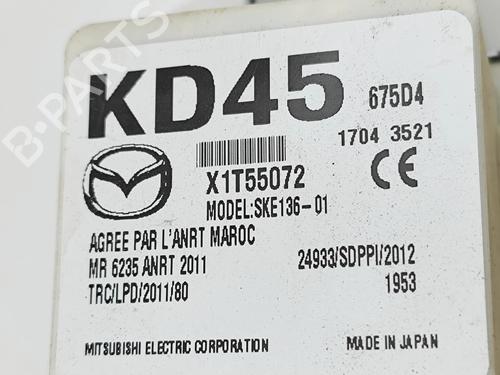 KD45 675D4
1704 3521
X1T55072
MODEL:SKE136-01
CE
AGREE PAR L'ANRT MAROC
MR 6235 ANRT 2011
24933/SDPPI/2012
TRC/LPD/2011/80
1953
MITSUBISHI ELECTRIC CORPORATION
MADE IN JAPAN
B-PARTS